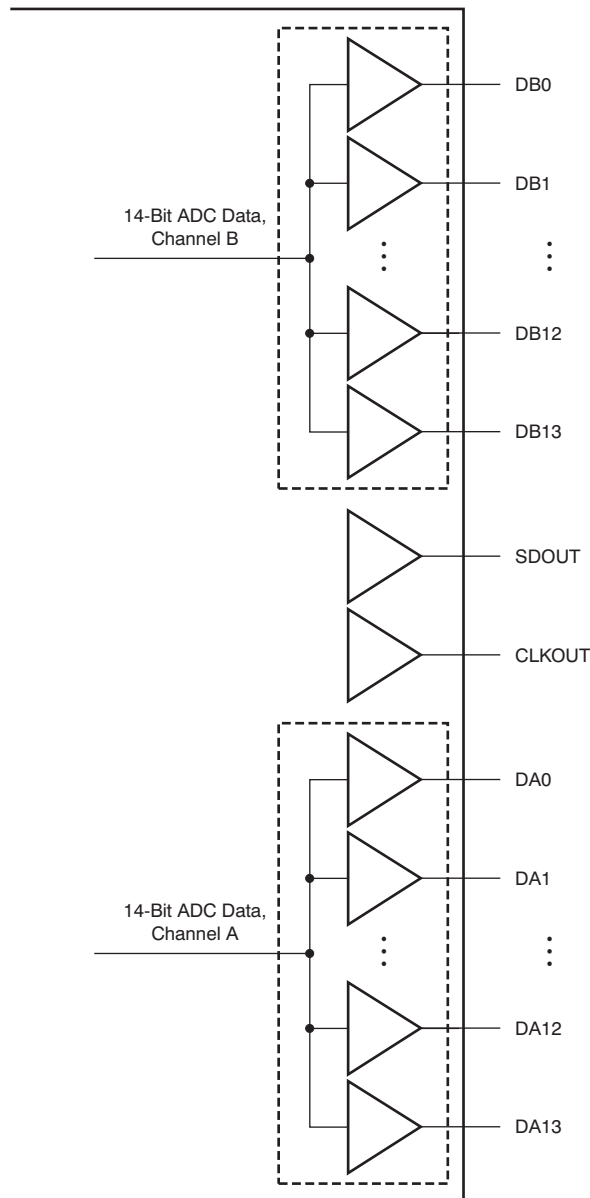 DB0
DB1
14-Bit ADC Data,
Channel B
DB12
DB13
SDOUT
CLKOUT
DA0
DA1
14-Bit ADC Data,
Channel A
DA12
DA13